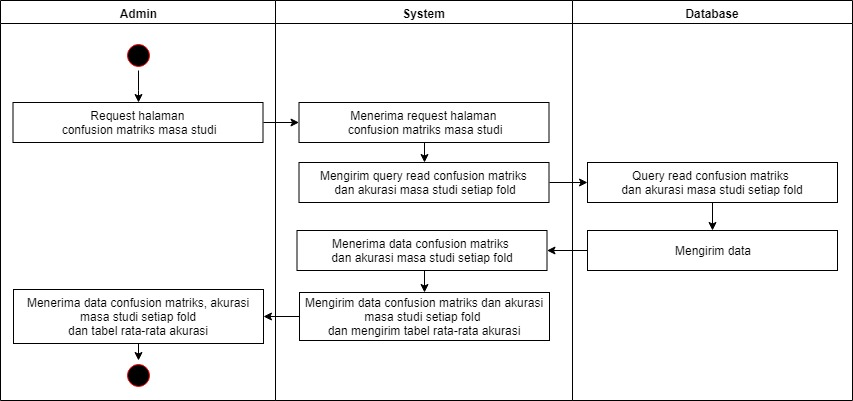 Admin
System
Database
Request halaman
confusion matriks masa studi
Menerima request halaman
confusion matriks masa studi
Mengirim query read confusion matriks
dan akurasi masa studi setiap fold
Query read confusion matriks
dan akurasi masa studi setiap fold
Menerima data confusion matriks
dan akurasi masa studi setiap fold
Mengirim data
Menerima data confusion matriks, akurasi
masa studi setiap fold
dan tabel rata-rata akurasi
Mengirim data confusion matriks dan akurasi
masa studi setiap fold
dan mengirim tabel rata-rata akurasi